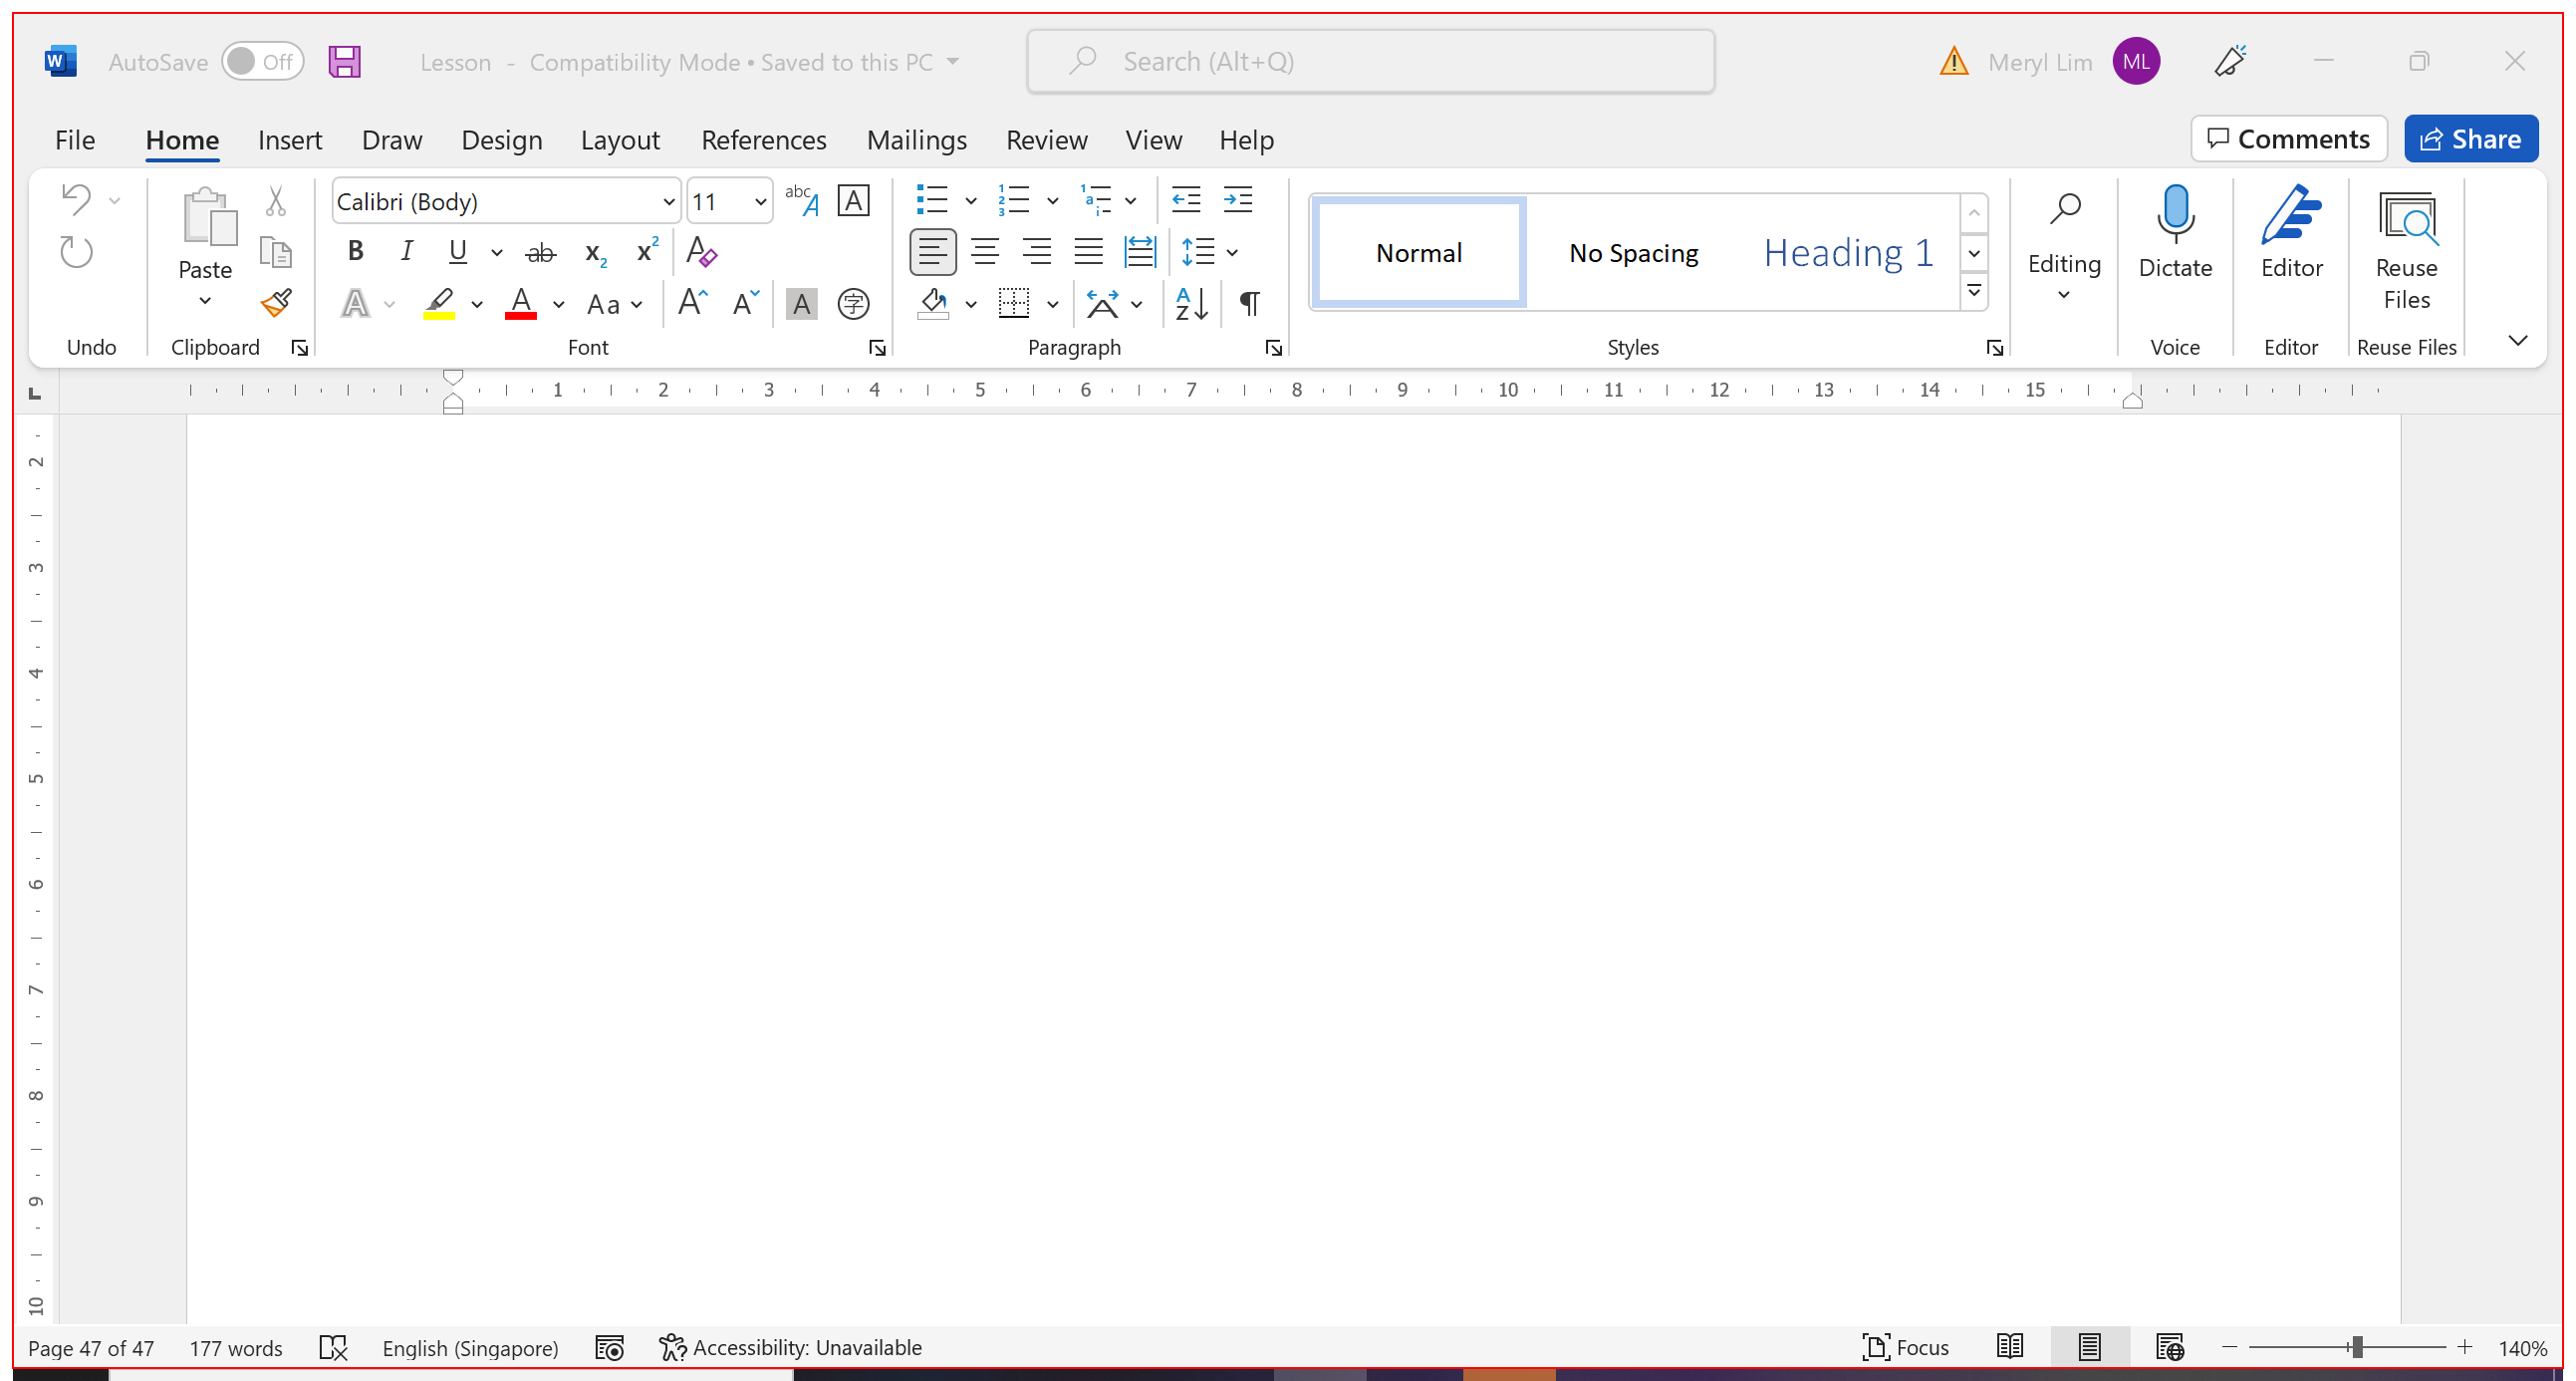 AutoSave Off Lesson - Compatibility Mode • Saved to this PC Search (Alt+Q) Meryl Lim ML
File Home Insert Draw Design Layout References Mailings Review View Help Comments Share
Calibri (Body) 11
Paste
Normal No Spacing Heading 1
Editing Dictate Editor Reuse Files
Undo Clipboard Font Paragraph Styles Voice Editor Reuse Files
1 2 3 4 5 6 7 8 9 10 11 12 13 14 15
2
3
4
5
6
7
8
9
10
Page 47 of 47 177 words English (Singapore) Accessibility: Unavailable Focus 140%